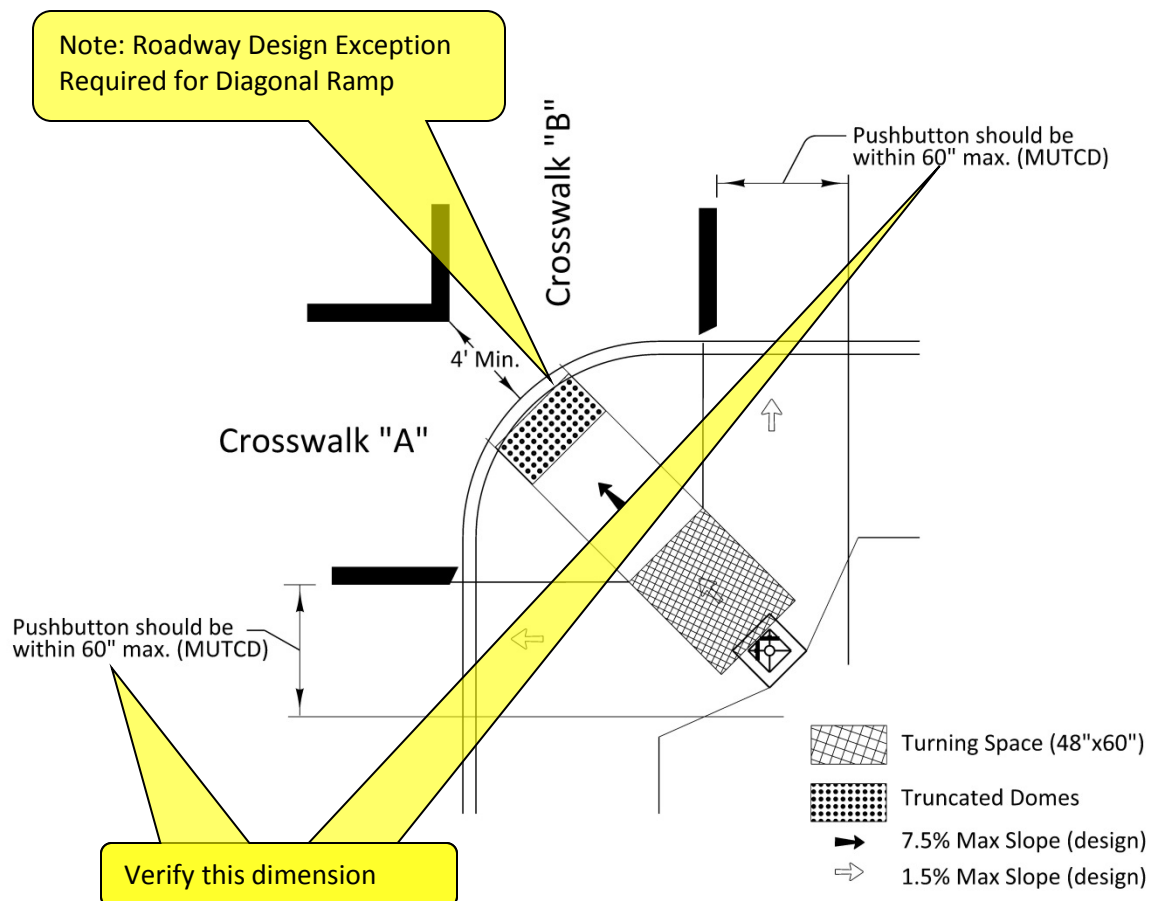 Note: Roadway Design Exception
Required for Diagonal Ramp
Crosswalk "B"
Pushbutton should be
within 60" max. (MUTCD)
4' Min.
Crosswalk "A"
Pushbutton should be
within 60" max. (MUTCD)
Turning Space (48"x60")
Truncated Domes
7.5% Max Slope (design)
1.5% Max Slope (design)
Verify this dimension